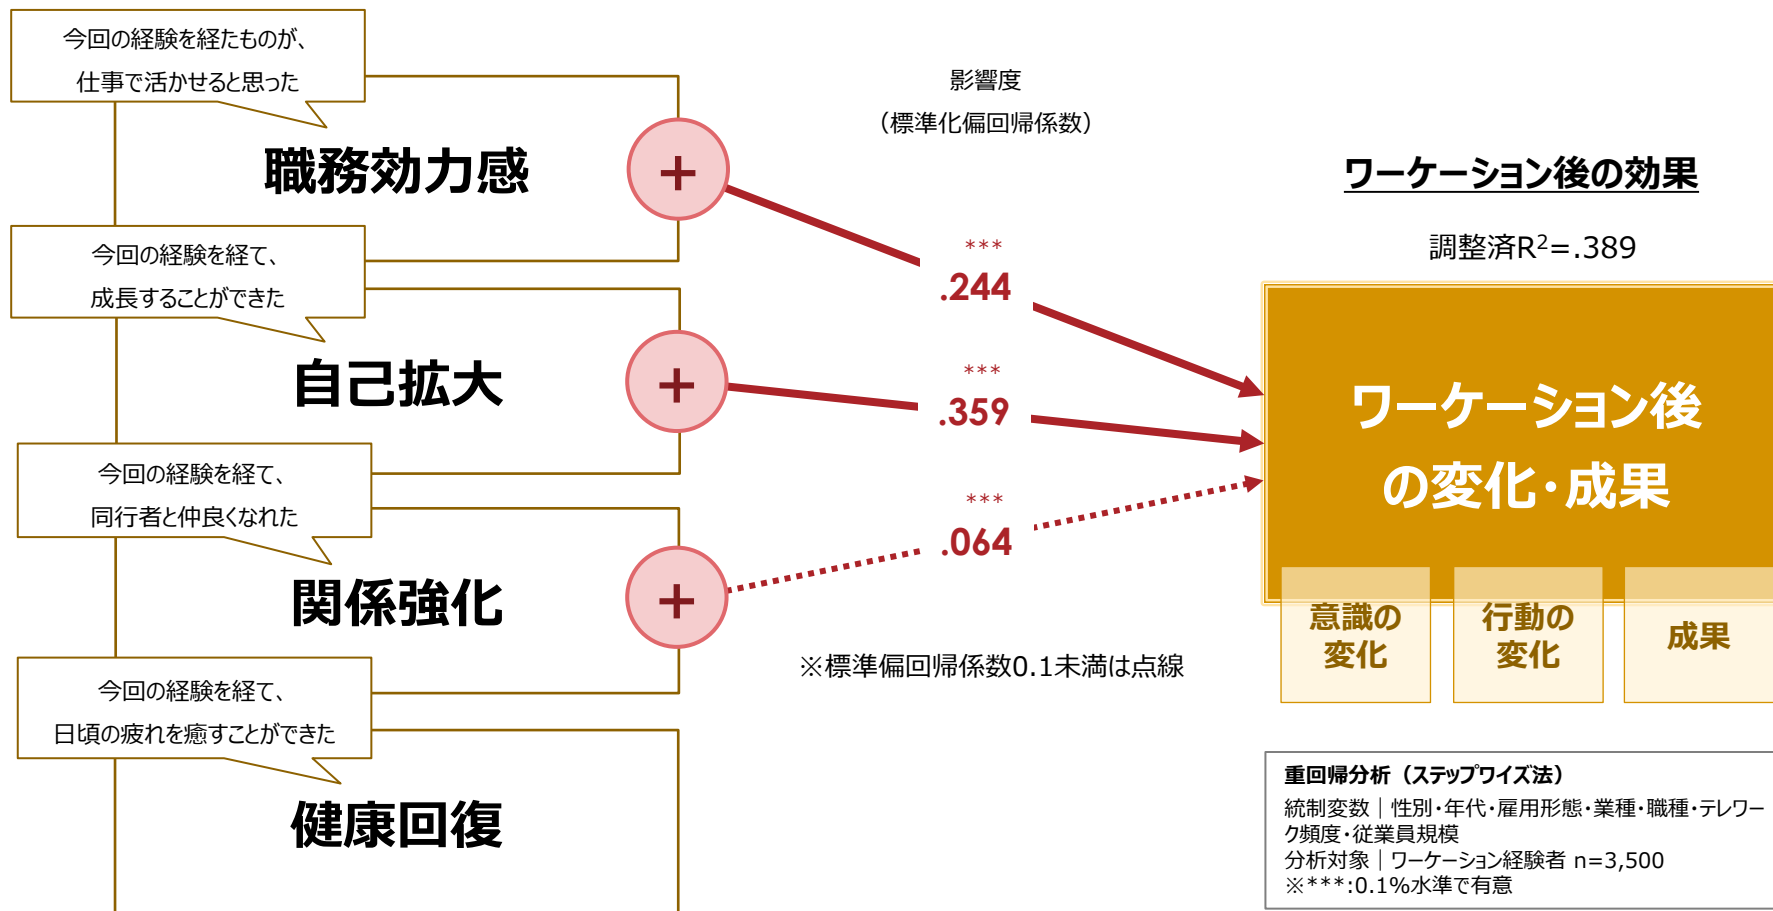 今回の経験を経たものが、
仕事で活かせると思った
職務効力感
+
今回の経験を経て、
成長することができた
自己拡大
+
今回の経験を経て、
同行者と仲良くなれた
関係強化
+
今回の経験を経て、
日頃の疲れを癒すことができた
健康回復
影響度
（標準化偏回帰係数）
***
.244
***
.359
***
.064
※標準偏回帰係数0.1未満は点線
ワーケーション後の効果
調整済R²=.389
ワーケーション後
の変化・成果
意識の
変化
行動の
変化
成果
重回帰分析（ステップワイズ法）
統制変数｜性別・年代・雇用形態・業種・職種・テレワー
ク頻度・従業員規模
分析対象｜ワーケーション経験者 n=3,500
※***:0.1%水準で有意